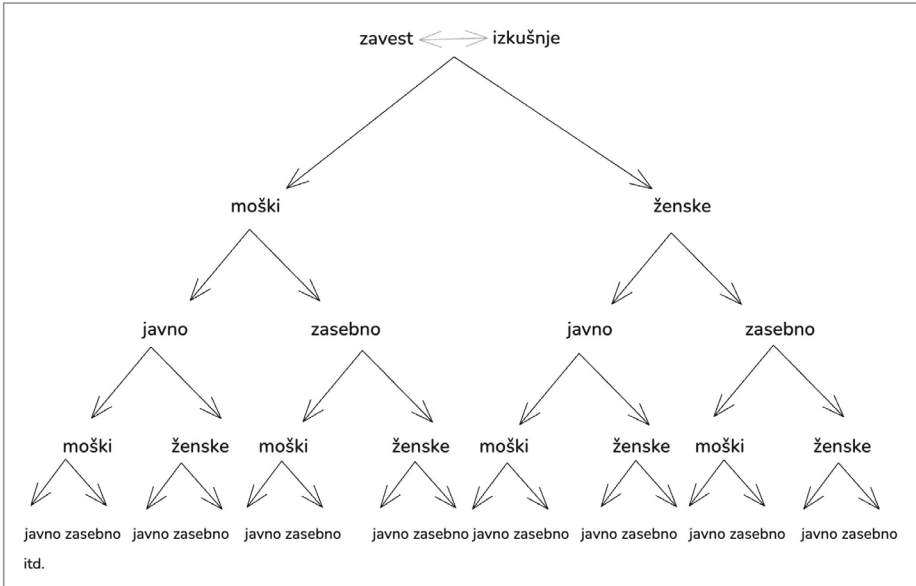 zavest izkušnje
moški ženske
javno zasebno javno zasebno
moški ženske moški ženske moški ženske moški ženske
javno zasebno javno zasebno javno zasebno javno zasebno javno zasebno javno zasebno javno zasebno javno zasebno
itd.